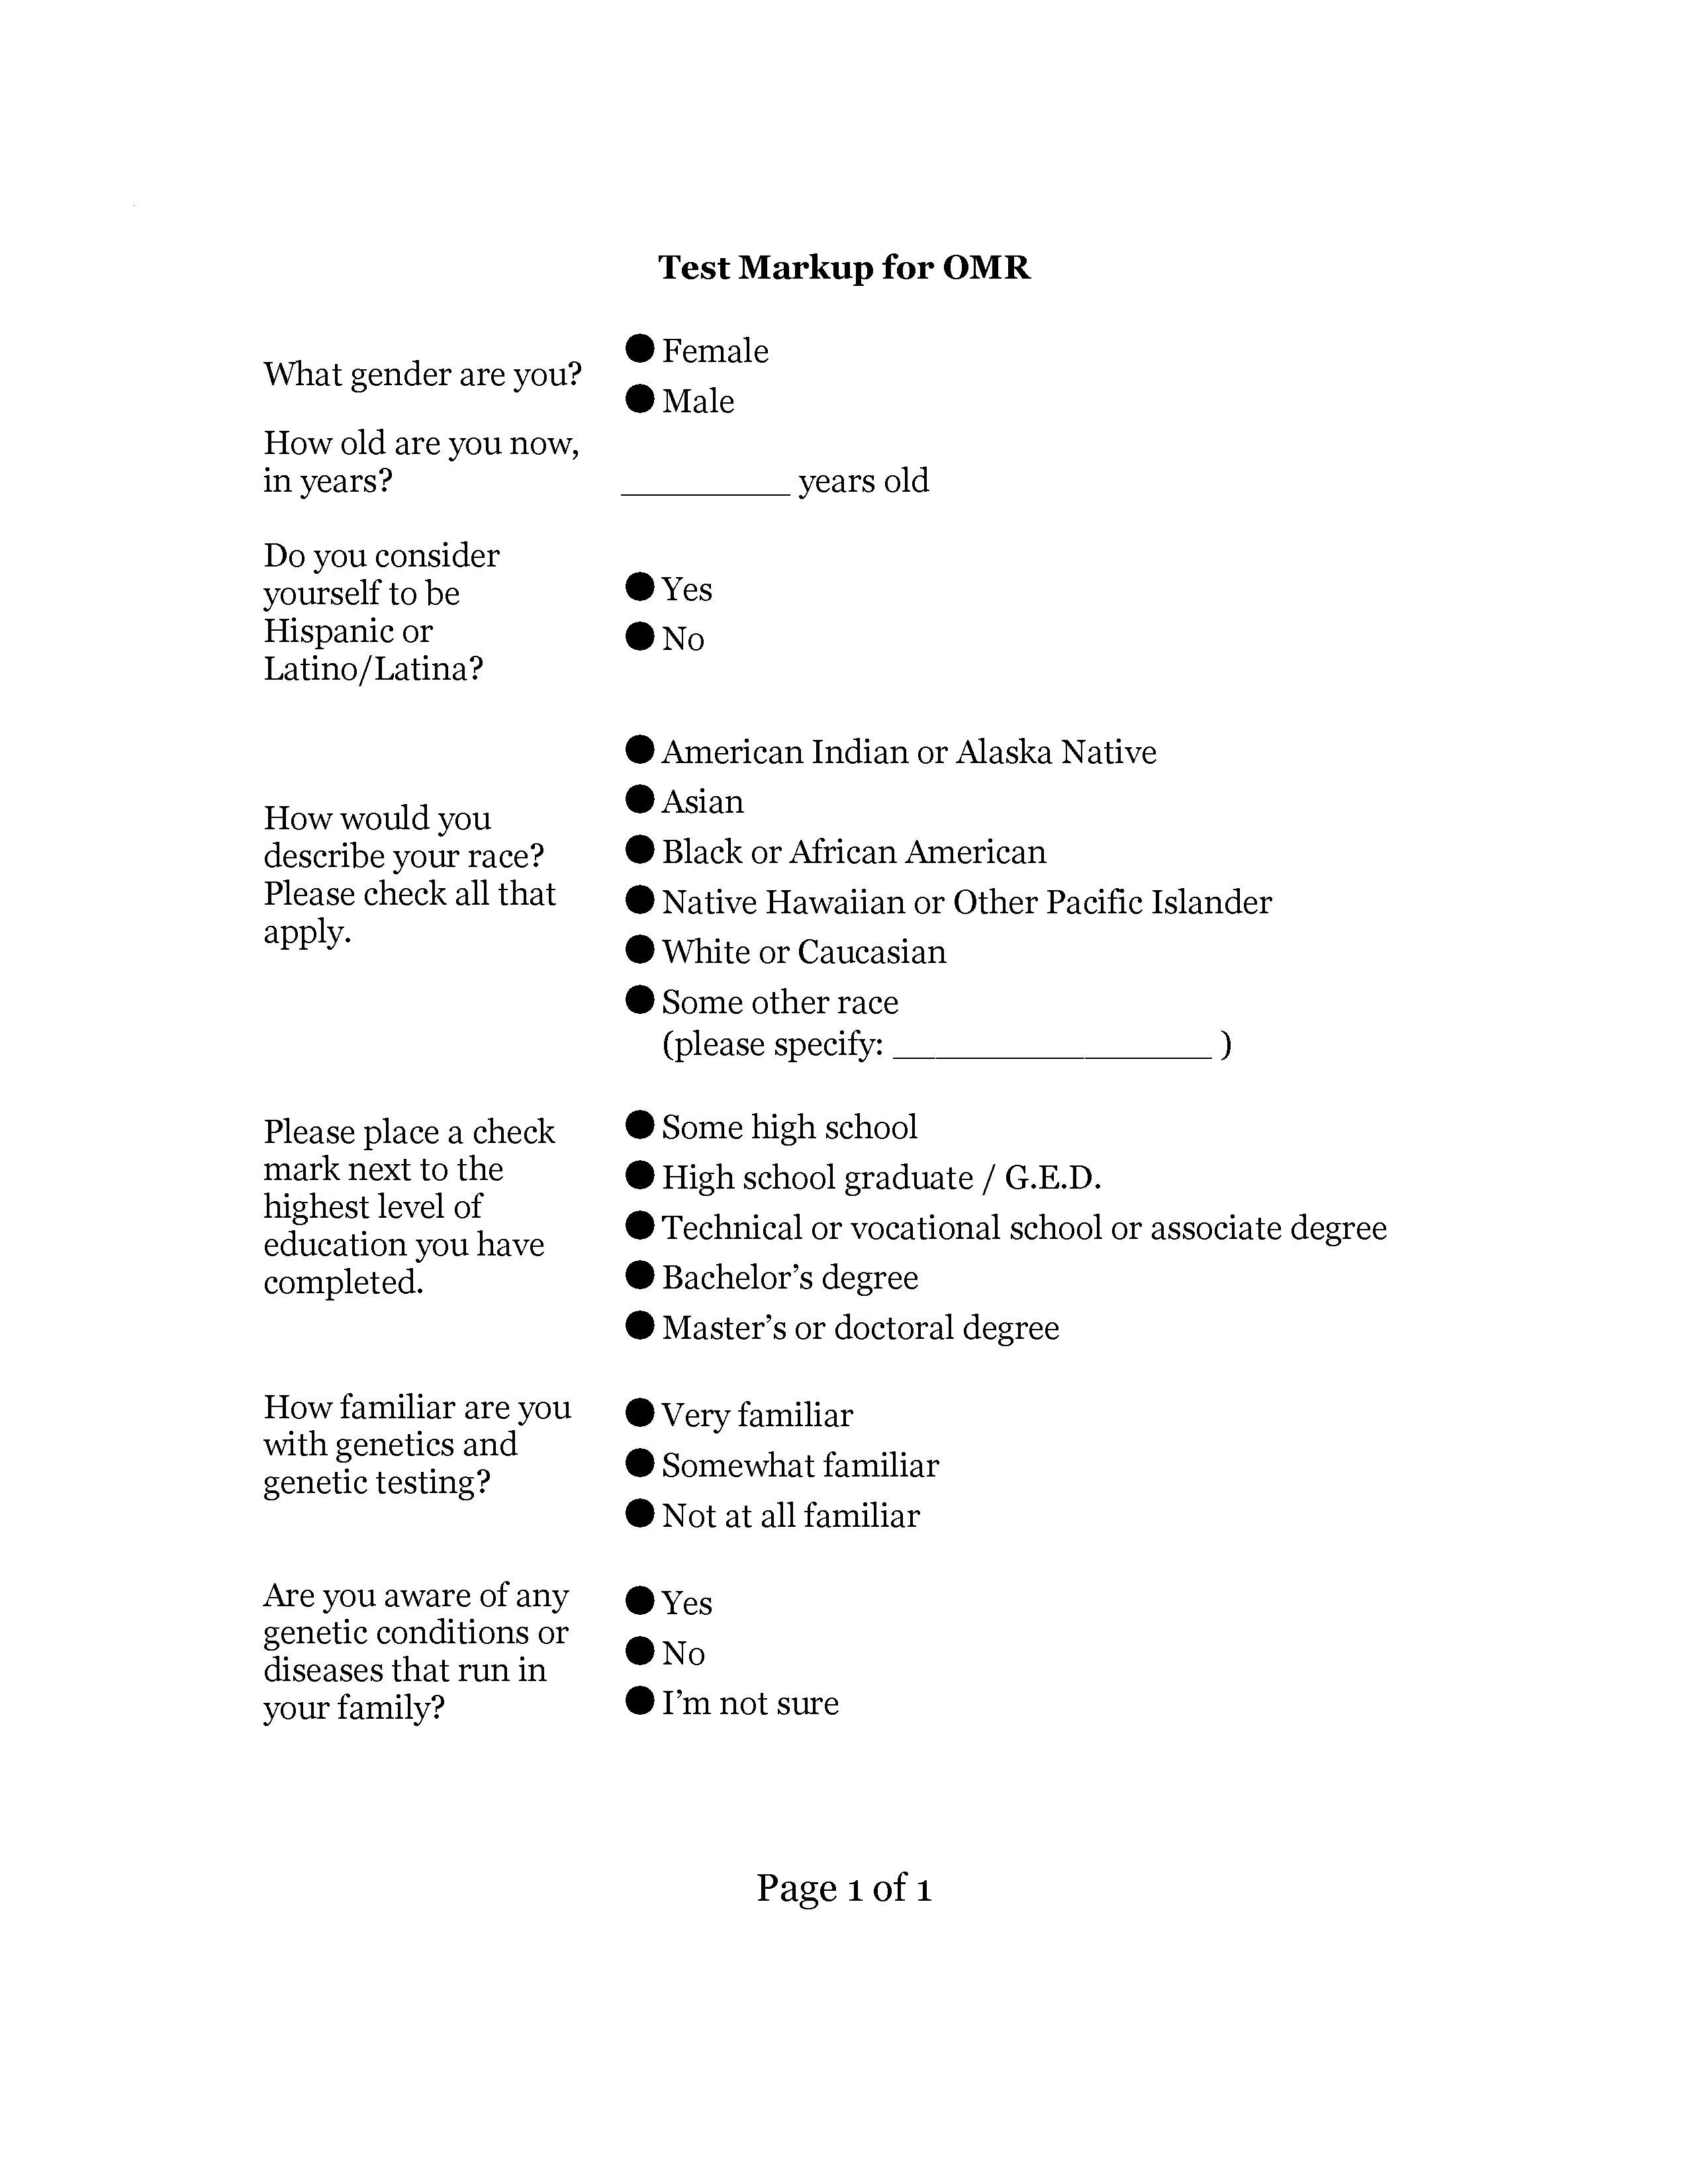 Test Markup for OMR
What gender are you?
● Female
● Male
How old are you now,
in years?
__________ years old
Do you consider
yourself to be
Hispanic or
Latino/Latina?
● Yes
● No
How would you
describe your race?
Please check all that
apply.
● American Indian or Alaska Native
● Asian
● Black or African American
● Native Hawaiian or Other Pacific Islander
● White or Caucasian
● Some other race
(please specify: __________________ )
Please place a check
mark next to the
highest level of
education you have
completed.
● Some high school
● High school graduate / G.E.D.
● Technical or vocational school or associate degree
● Bachelor’s degree
● Master’s or doctoral degree
How familiar are you
with genetics and
genetic testing?
● Very familiar
● Somewhat familiar
● Not at all familiar
Are you aware of any
genetic conditions or
diseases that run in
your family?
● Yes
● No
● I’m not sure
Page 1 of 1